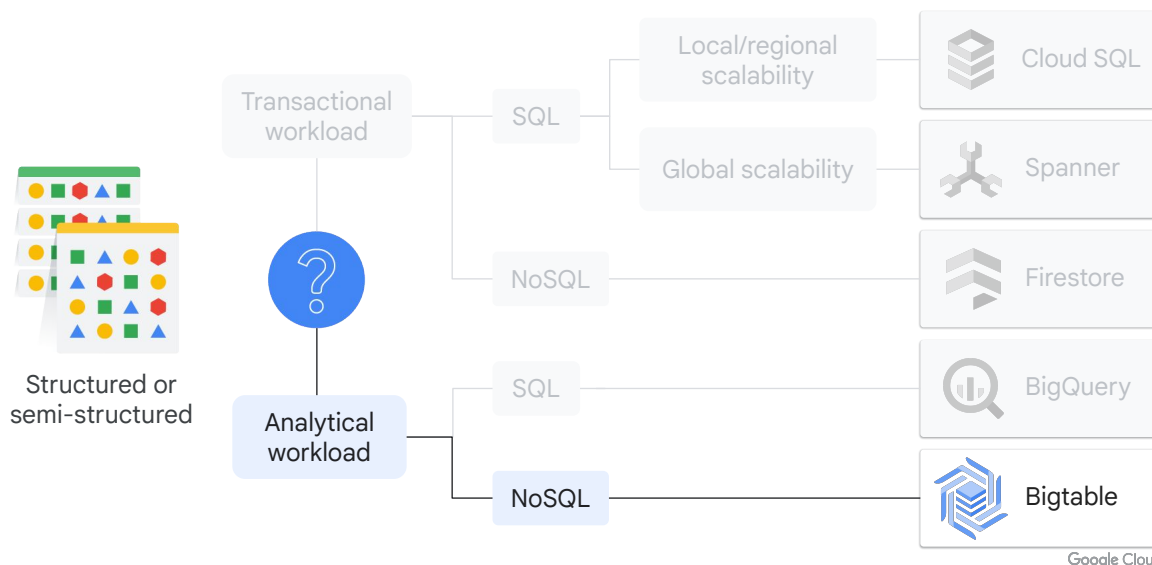 Local/regional
scalability
Cloud SQL
Transactional
workload
SQL
Global scalability
Spanner
?
NoSQL
Firestore
Structured or
semi-structured
SQL
BigQuery
Analytical
workload
NoSQL
Bigtable
Google Clou